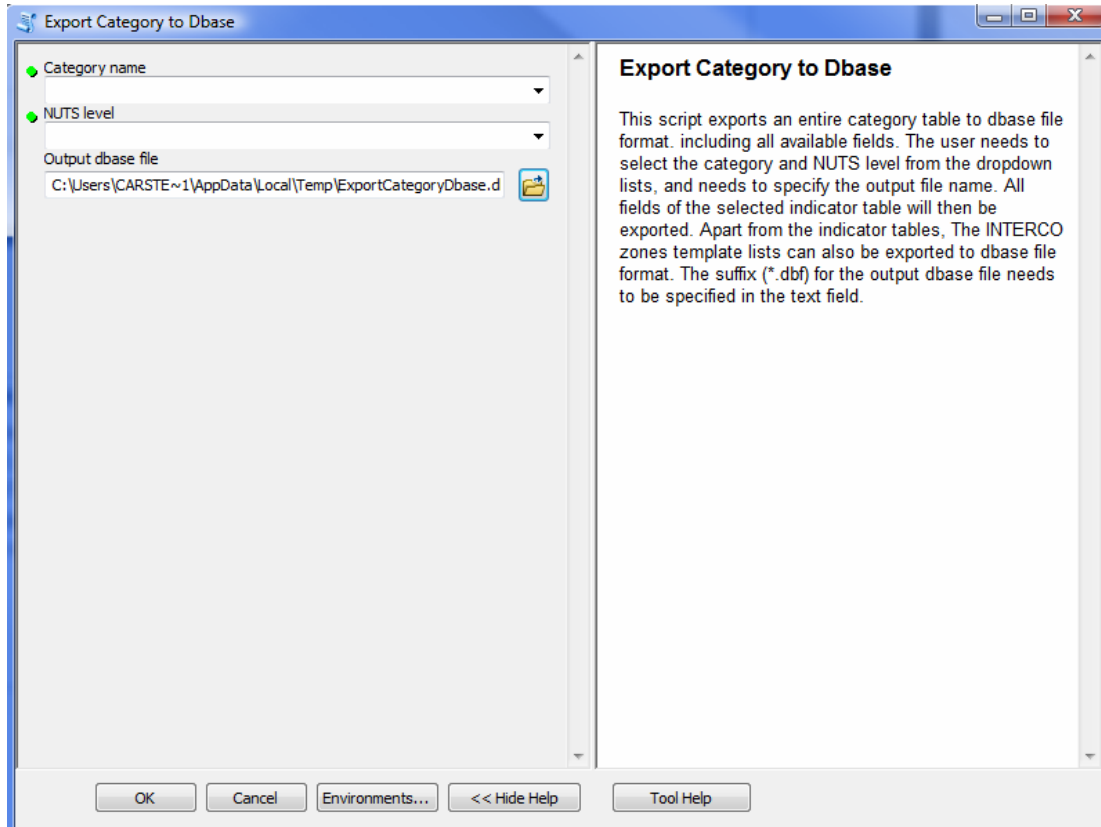 Export Category to Dbase
Category name
NUTS level
Output dbase file
C:\Users\CARSTE~1\AppData\Local\Temp\ExportCategoryDbase.d
Export Category to Dbase
This script exports an entire category table to dbase file
format. including all available fields. The user needs to
select the category and NUTS level from the dropdown
lists, and needs to specify the output file name. All
fields of the selected indicator table will then be
exported. Apart from the indicator tables, The INTERCO
zones template lists can also be exported to dbase file
format. The suffix (*.dbf) for the output dbase file needs
to be specified in the text field.
OK Cancel Environments... << Hide Help Tool Help